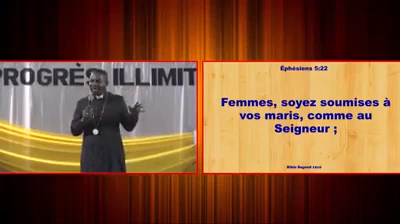 PROGRÈS ILLIMIT
Éphésiens 5:22
Femmes, soyez soumises à
vos maris, comme au
Seigneur ;